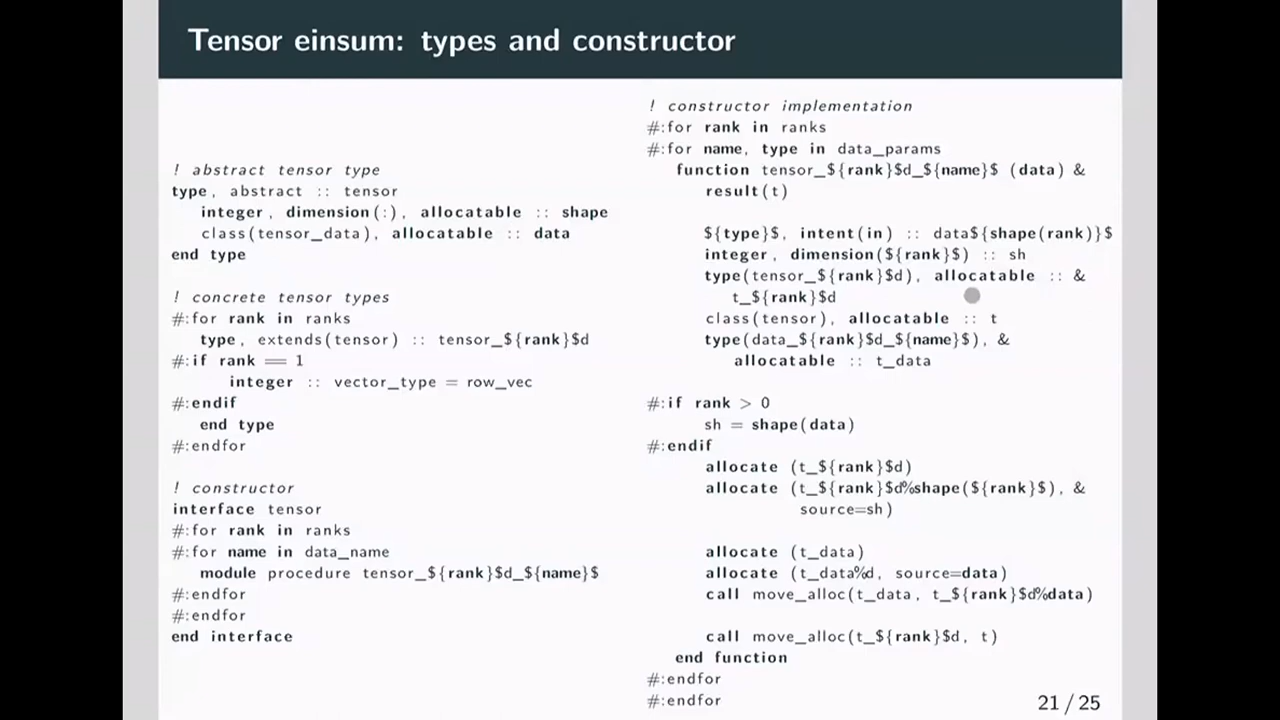 Tensor einsum: types and constructor
! abstract tensor type
type, abstract :: tensor
integer, dimension(:), allocatable :: shape
class(tensor_data), allocatable :: data
end type
! concrete tensor types
#:for rank in ranks
type, extends(tensor) :: tensor_${rank}$d
#:if rank == 1
integer :: vector_type = row_vec
#:endif
end type
#:endfor
! constructor
interface tensor
#:for rank in ranks
#:for name in data_name
module procedure tensor_${rank}$d_${name}$
#:endfor
#:endfor
end interface
! constructor implementation
#:for rank in ranks
#:for name, type in data_params
function tensor_${rank}$d_${name}$ (data) &
result(t)
${type}$, intent(in) :: data${shape(rank)}$
integer, dimension(${rank}$) :: sh
type(tensor_${rank}$d), allocatable :: &
t_${rank}$d
class(tensor), allocatable :: t
type(data_${rank}$d_${name}$), &
allocatable :: t_data
#:if rank > 0
sh = shape(data)
#:endif
allocate (t_${rank}$d)
allocate (t_${rank}$d%shape(${rank}$), &
source=sh)
allocate (t_data)
allocate (t_data%d, source=data)
call move_alloc(t_data, t_${rank}$d%data)
call move_alloc(t_${rank}$d, t)
end function
#:endfor
#:endfor
21 / 25